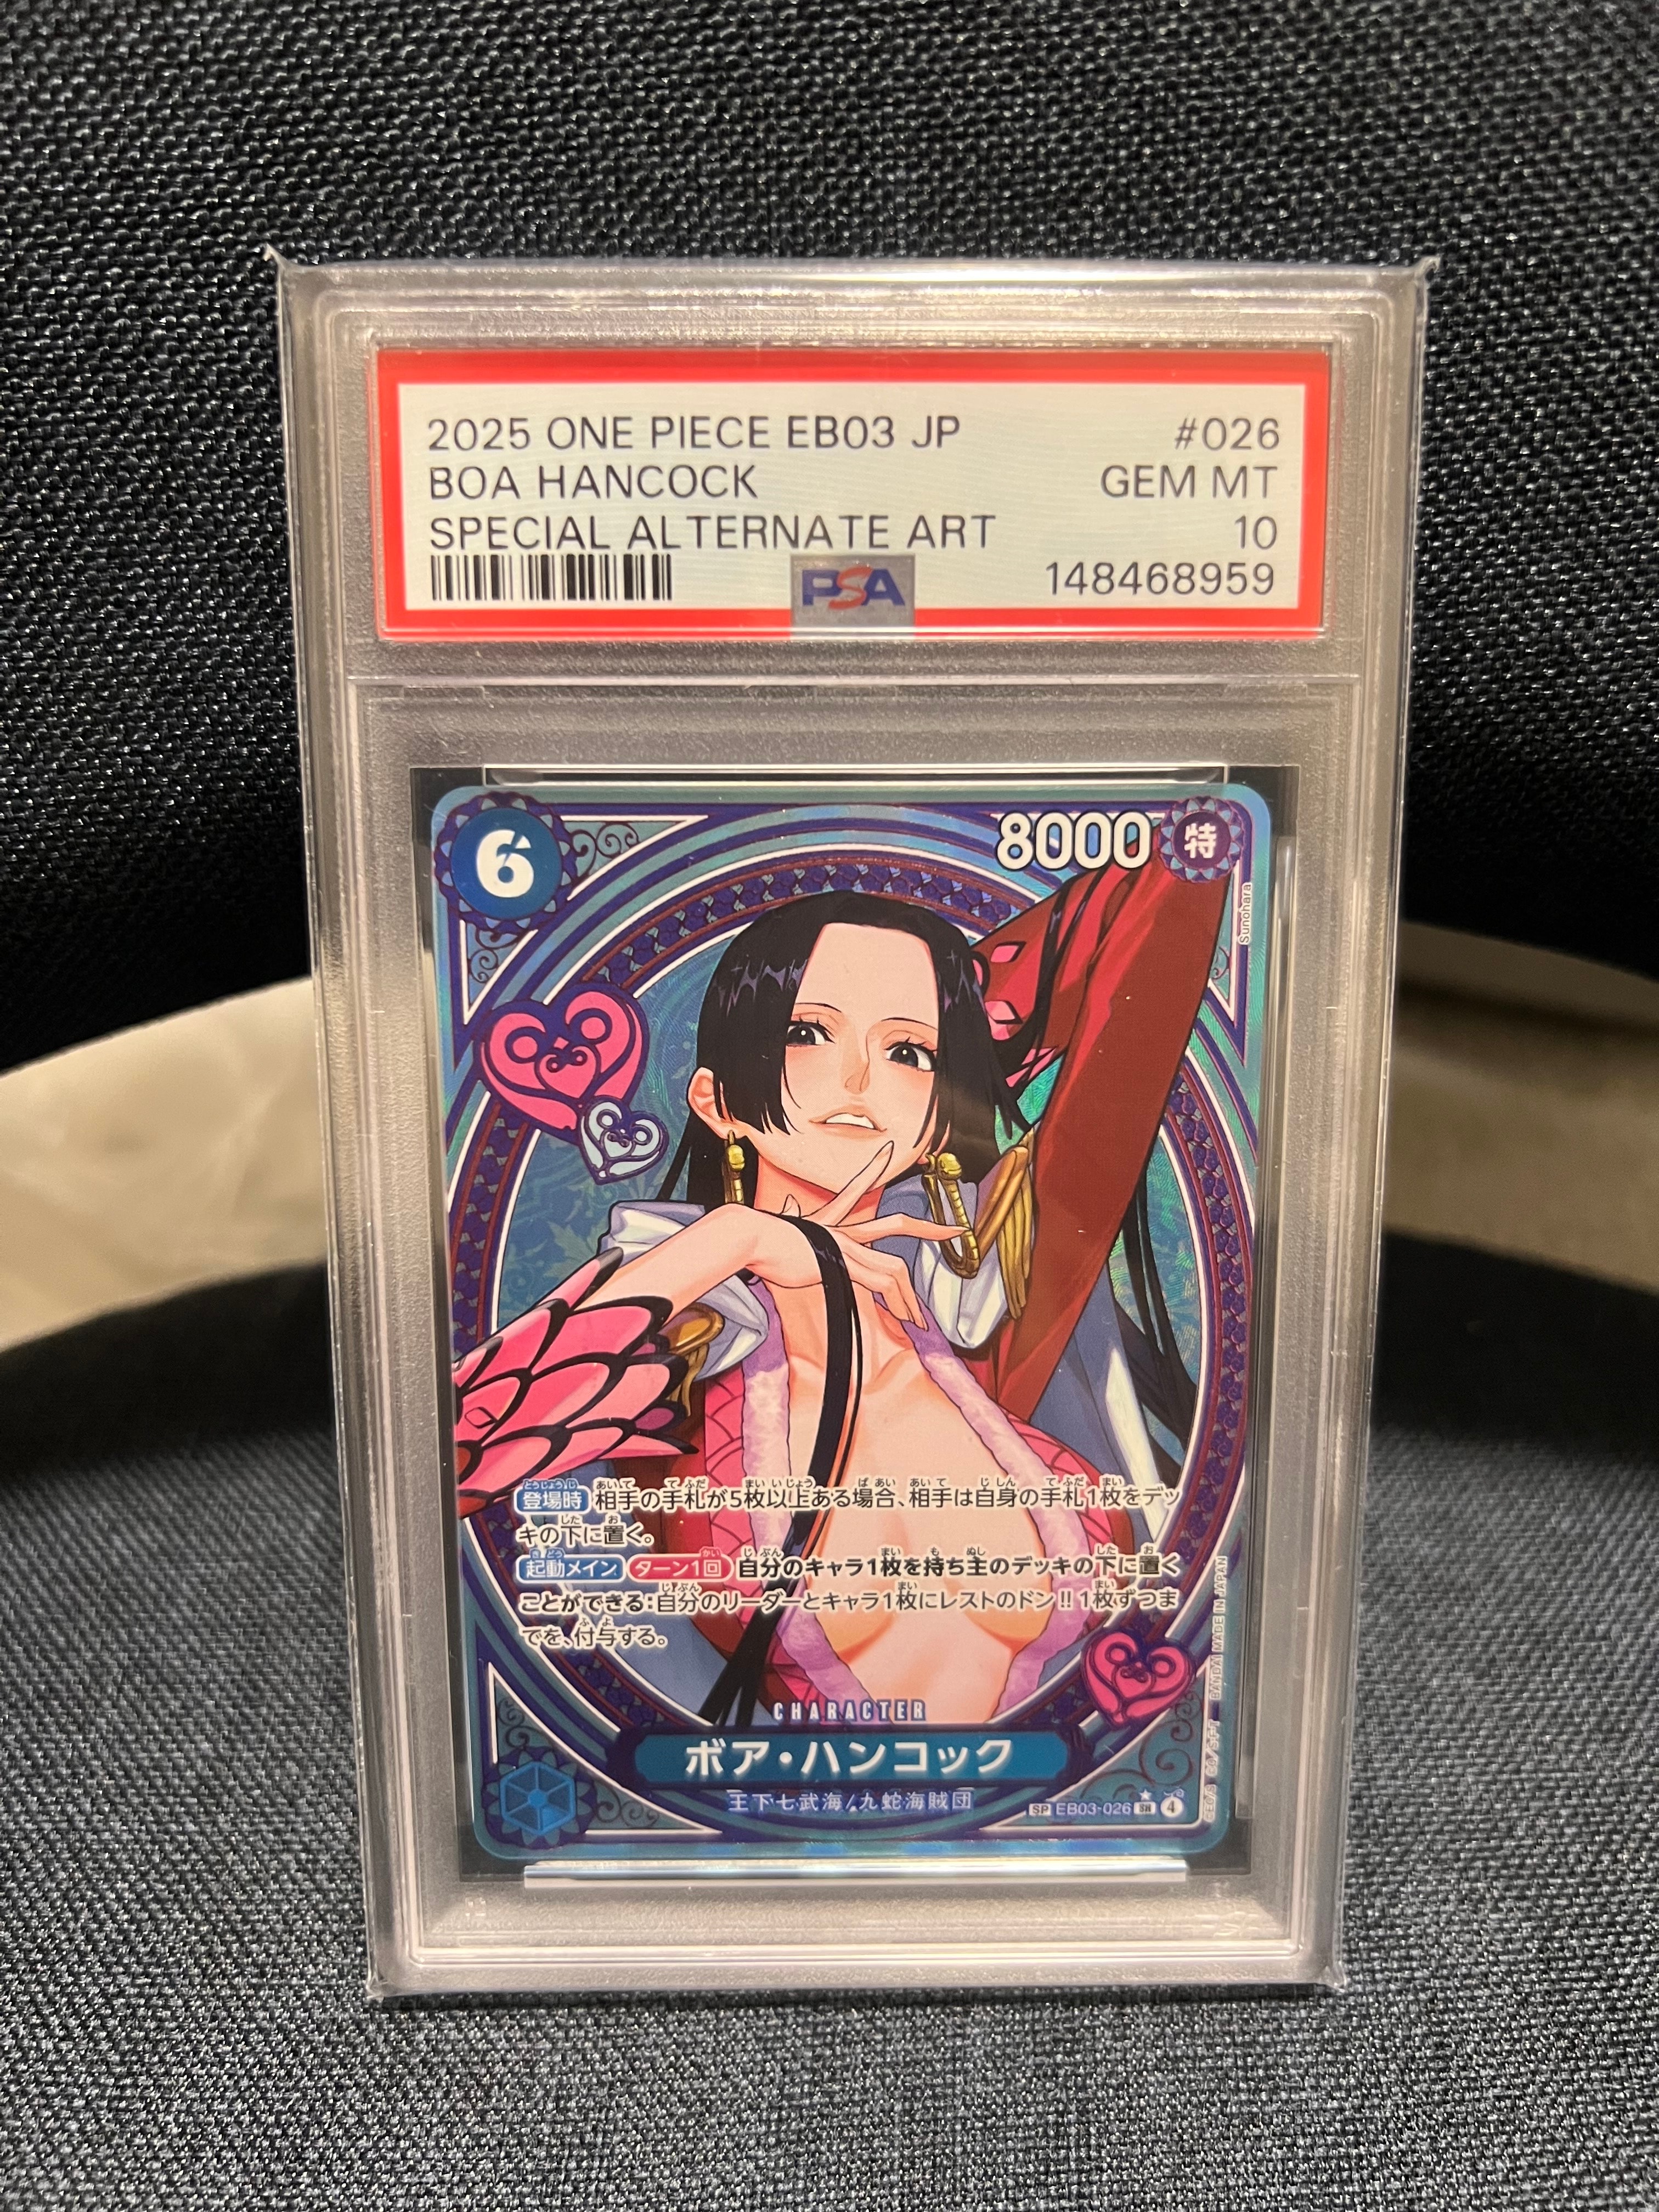 2025 ONE PIECE EB03 JP #026
BOA HANCOCK GEM MT
SPECIAL ALTERNATE ART 10
PSA 148468959
6 8000 特
Sunohara
登場時 相手の手札が5枚以上ある場合、相手は自身の手札1枚をデッ
キの下に置く。
起動メイン ターン1回 自分のキャラ1枚を持ち主のデッキの下に置く
ことができる:自分のリーダーとキャラ1枚にレストのドン!!1枚ずつま
でを、付与する。
BANDAI MADE IN JAPAN
CHARACTER
ボア・ハンコック
王下七武海/九蛇海賊団
SP EB03-026 SR 4